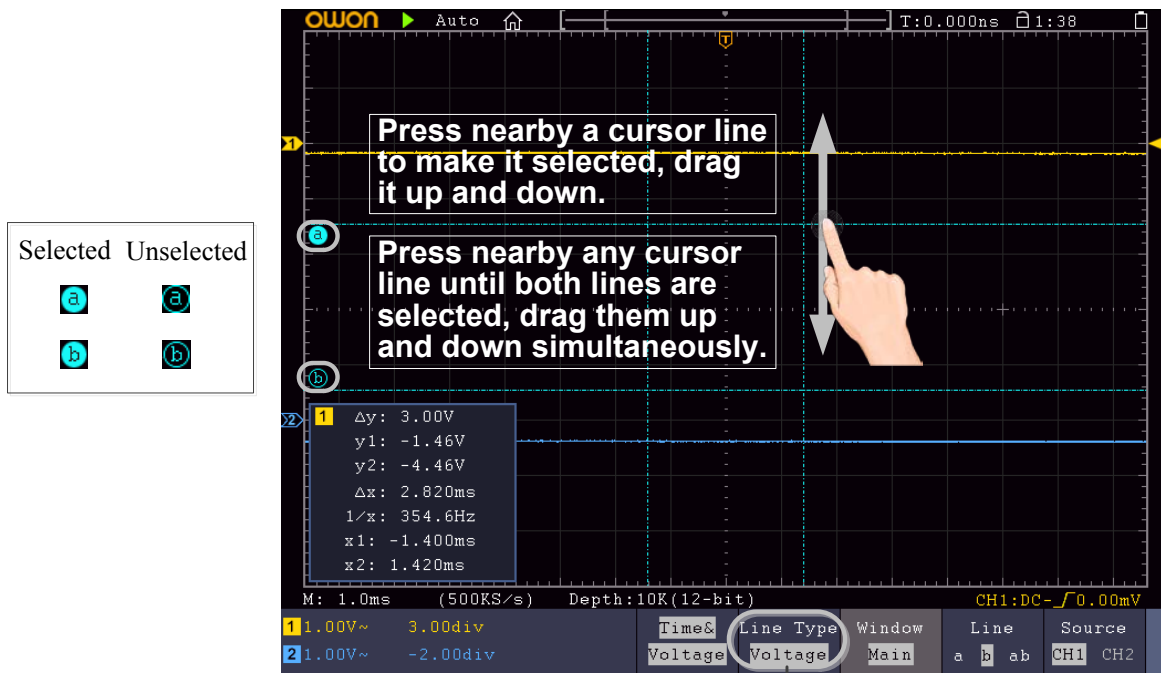 owon Auto T:0.000ns 1:38
T
Press nearby a cursor line
to make it selected, drag
it up and down.
1
a
Press nearby any cursor
line until both lines are
selected, drag them up
and down simultaneously.
b
Selected Unselected
a a
b b
2
1 Δy: 3.00V
y1: -1.46V
y2: -4.46V
Δx: 2.820ms
1/x: 354.6Hz
x1: -1.400ms
x2: 1.420ms
M: 1.0ms (500KS/s) Depth:10K(12-bit) CH1:DC- 0.00mV
1 1.00V~ 3.00div
2 1.00V~ -2.00div
Time&
Voltage
Line Type
Voltage
Window
Main
Line
a b ab
Source
CH1 CH2